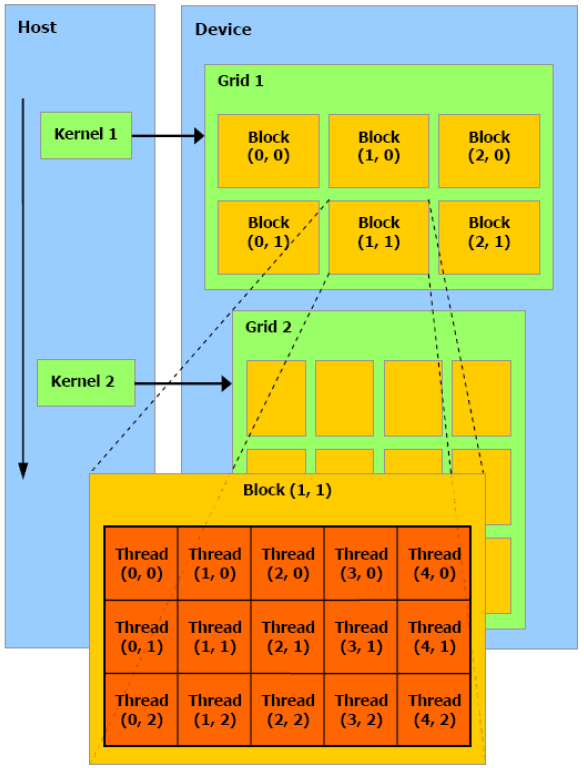 Host
Device
Grid 1
Kernel 1
Block
(0, 0)
Block
(1, 0)
Block
(2, 0)
Block
(0, 1)
Block
(1, 1)
Block
(2, 1)
Grid 2
Kernel 2
Block (1, 1)
Thread
(0, 0)
Thread
(1, 0)
Thread
(2, 0)
Thread
(3, 0)
Thread
(4, 0)
Thread
(0, 1)
Thread
(1, 1)
Thread
(2, 1)
Thread
(3, 1)
Thread
(4, 1)
Thread
(0, 2)
Thread
(1, 2)
Thread
(2, 2)
Thread
(3, 2)
Thread
(4, 2)